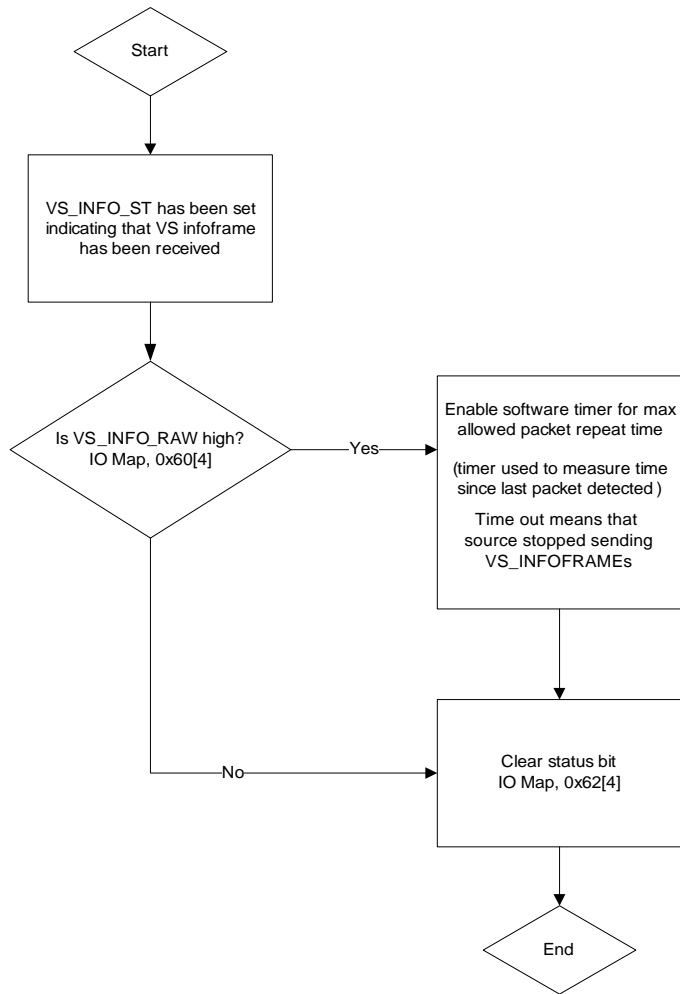 Start
VS_INFO_ST has been set
indicating that VS infoframe
has been received
Is VS_INFO_RAW high?
IO Map, 0x60[4]
Yes
Enable software timer for max
allowed packet repeat time
(timer used to measure time
since last packet detected )
Time out means that
source stopped sending
VS_INFOFRAMEs
No
Clear status bit
IO Map, 0x62[4]
End